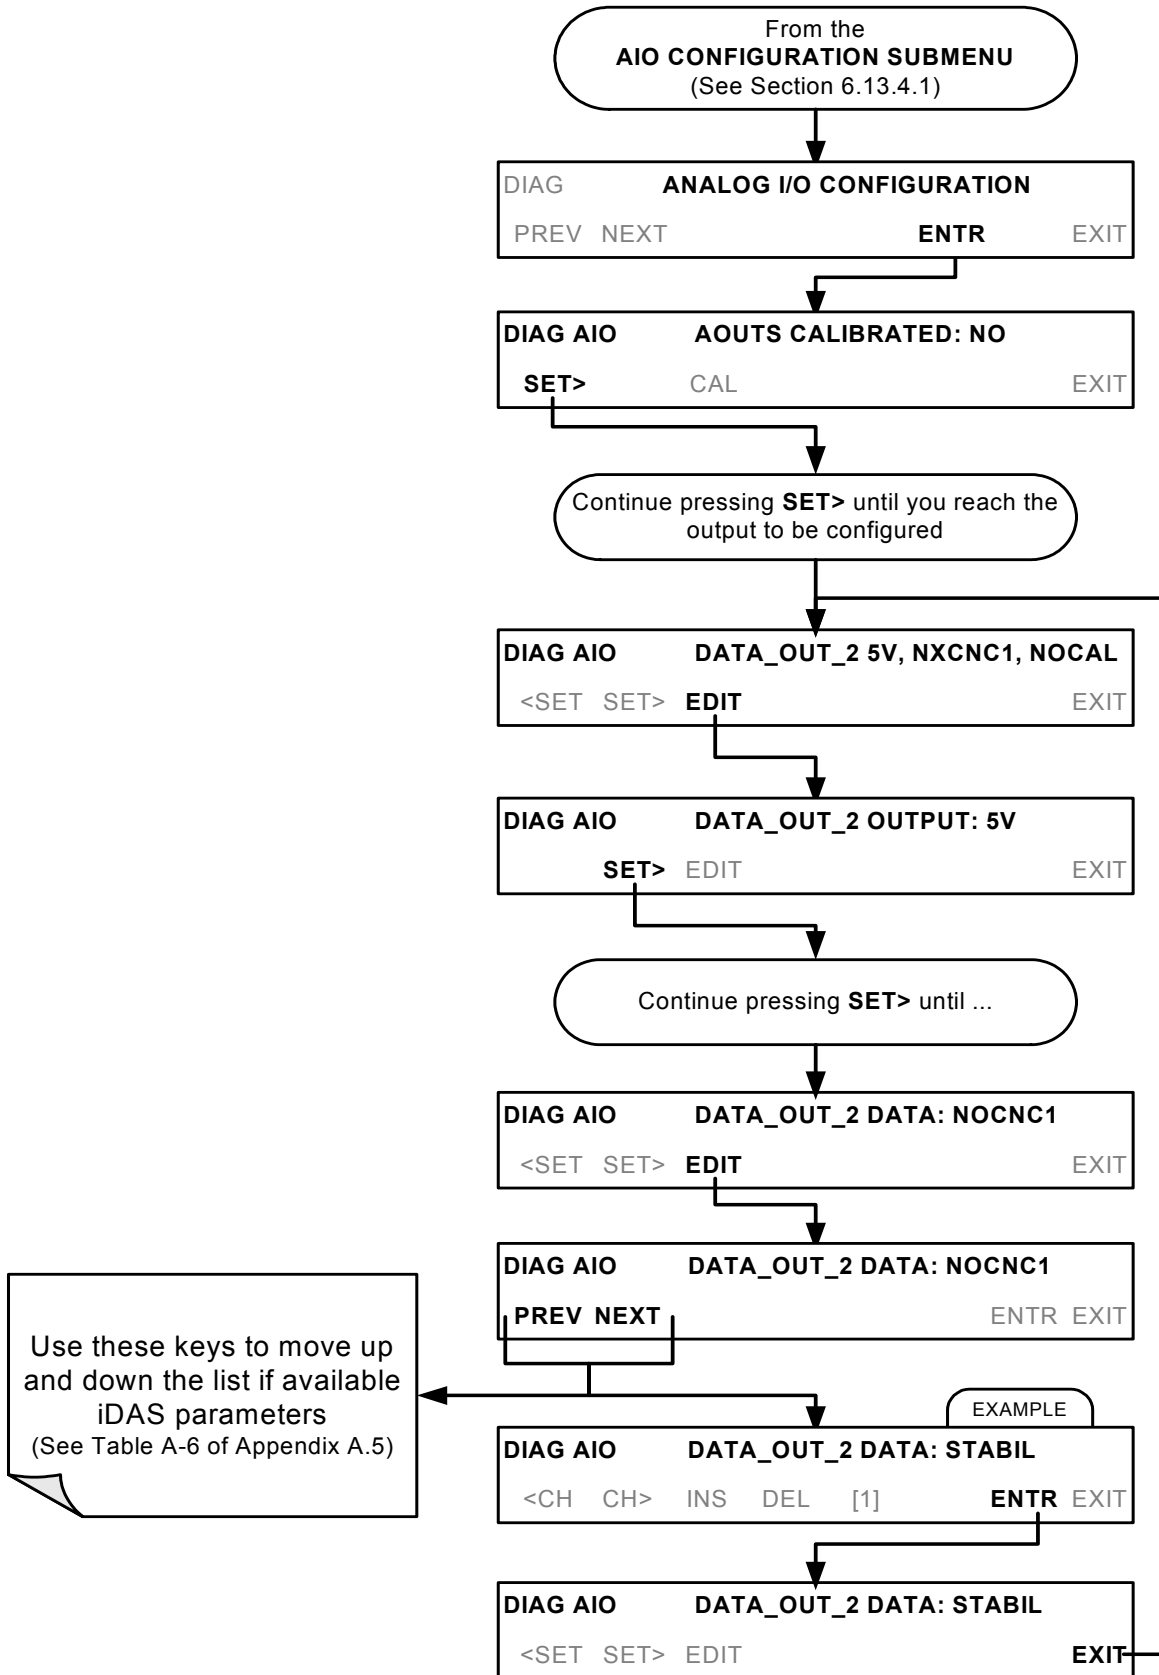 From the
AIO CONFIGURATION SUBMENU
(See Section 6.13.4.1)
DIAG ANALOG I/O CONFIGURATION
PREV NEXT ENTR EXIT
DIAG AIO AOUTS CALIBRATED: NO
SET> CAL EXIT
Continue pressing SET> until you reach the
output to be configured
DIAG AIO DATA_OUT_2 5V, NXCNC1, NOCAL
<SET SET> EDIT EXIT
DIAG AIO DATA_OUT_2 OUTPUT: 5V
SET> EDIT EXIT
Continue pressing SET> until ...
DIAG AIO DATA_OUT_2 DATA: NOCNC1
<SET SET> EDIT EXIT
DIAG AIO DATA_OUT_2 DATA: NOCNC1
PREV NEXT ENTR EXIT
Use these keys to move up
and down the list if available
iDAS parameters
(See Table A-6 of Appendix A.5)
EXAMPLE
DIAG AIO DATA_OUT_2 DATA: STABIL
<CH CH> INS DEL [1] ENTR EXIT
DIAG AIO DATA_OUT_2 DATA: STABIL
<SET SET> EDIT EXIT